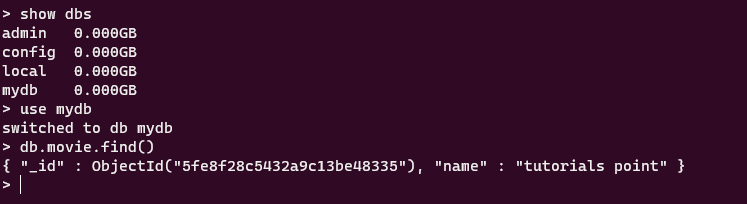 > show dbs
admin   0.000GB
config  0.000GB
local   0.000GB
mydb    0.000GB
> use mydb
switched to db mydb
> db.movie.find()
{ "_id" : ObjectId("5fe8f28c5432a9c13be48335"), "name" : "tutorials point" }
>